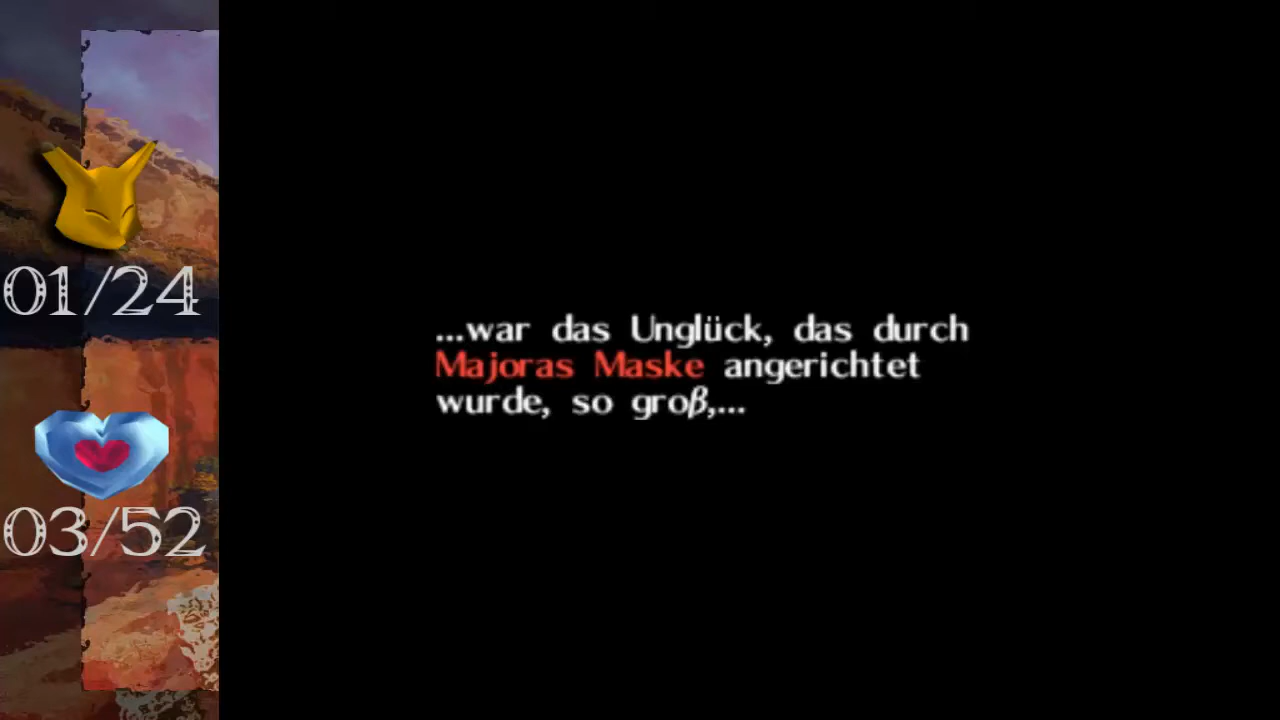 01/24
03/52
...war das Unglück, das durch
Majoras Maske angerichtet
wurde, so groß,...